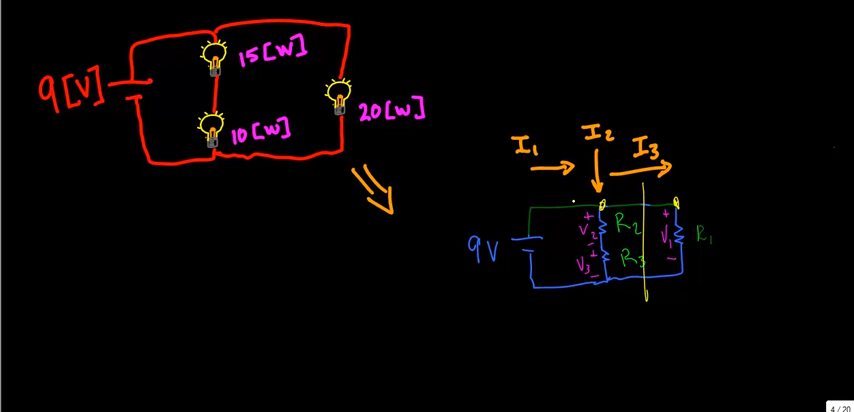 9[V]
15[W]
10[W]
20[W]
I1
I2
I3
9V
+
V2
-
R2
+
V3
-
R3
+
V1
-
R1
4 / 20